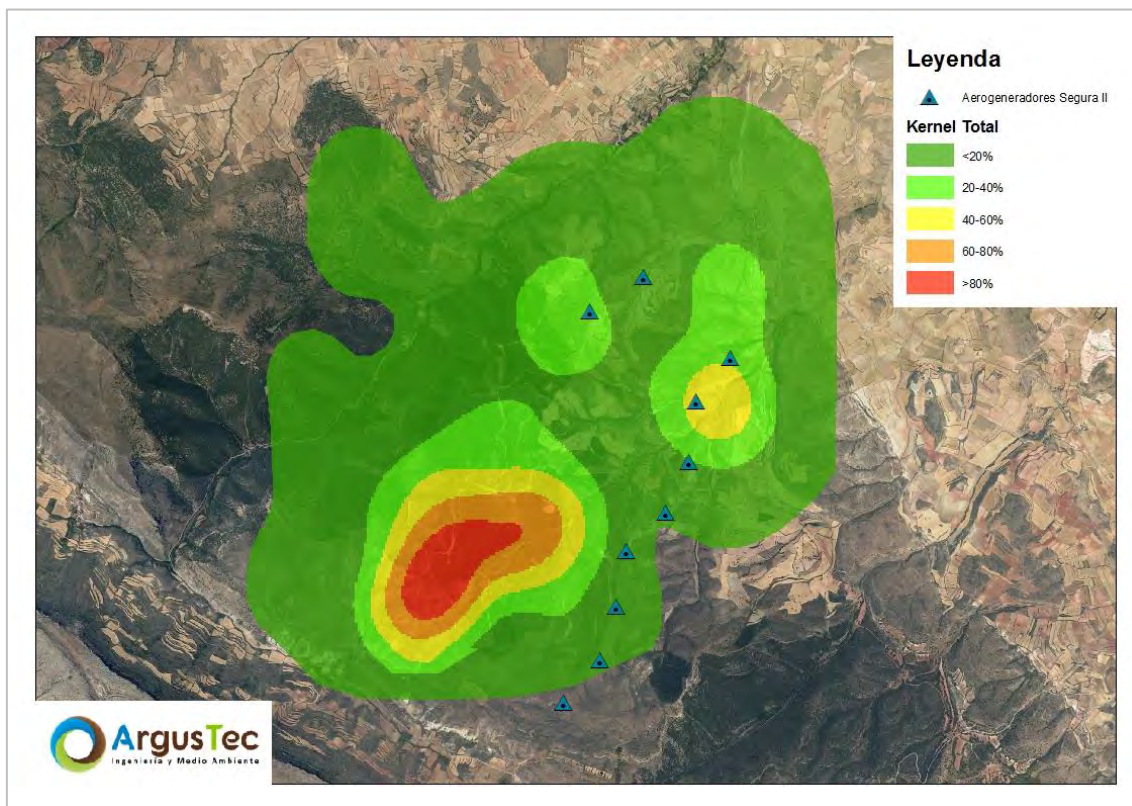 Leyenda
Aerogeneradores Segura II
Kernel Total
<20%
20-40%
40-60%
60-80%
>80%
ArgusTec
Ingeniería y Medio Ambiente